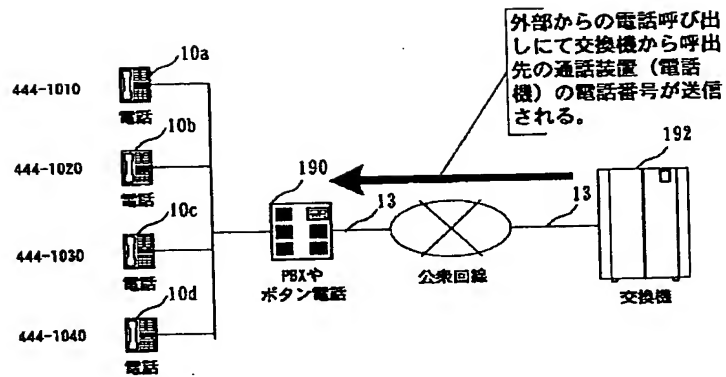 外部からの電話呼び出
しにて交換機から呼出
先の通話装置（電話
機）の電話番号が送信
される。
10a
444-1010
電話
10b
444-1020
電話
10c
444-1030
電話
10d
444-1040
電話
190
PBXや
ボタン電話
13
公衆回線
13
192
交換機